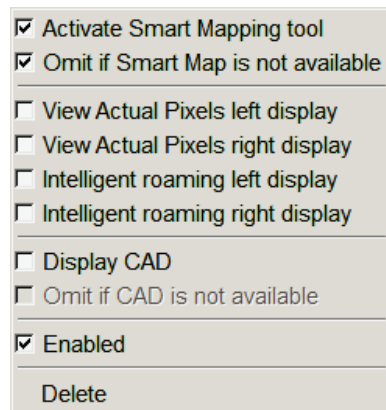 Activate Smart Mapping tool
Omit if Smart Map is not available
View Actual Pixels left display
View Actual Pixels right display
Intelligent roaming left display
Intelligent roaming right display
Display CAD
Omit if CAD is not available
Enabled
Delete